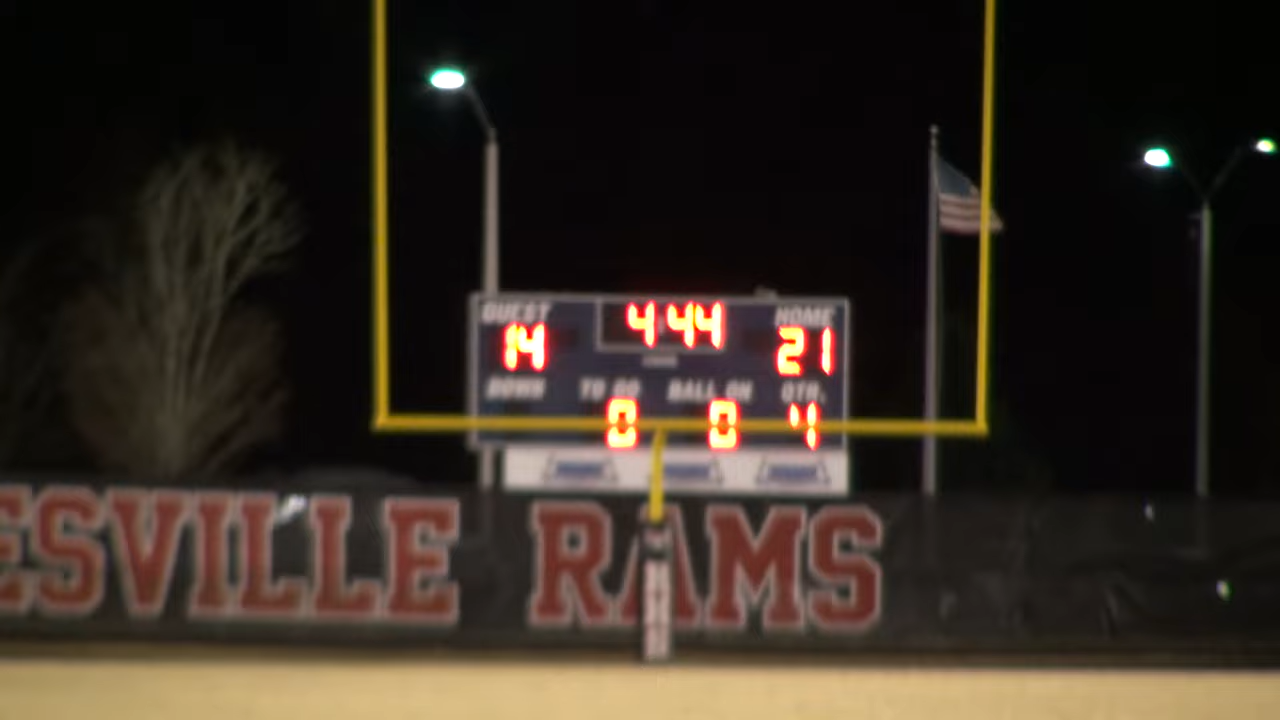 GUEST 4:44 HOME
14 21
DOWN TO GO BALL ON QTR.
0 0 4
ESVILLE RAMS